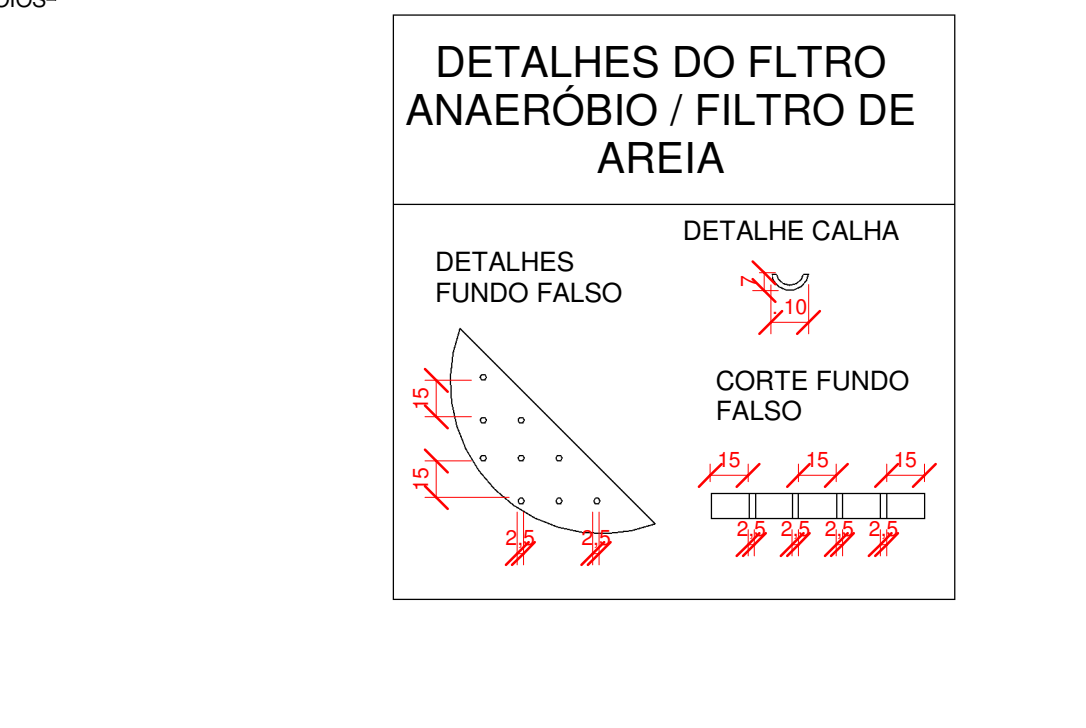 DETALHES DO FLTRO
ANAERÓBIO / FILTRO DE
AREIA
DETALHE CALHA
7
.10
DETALHES
FUNDO FALSO
15
15
2,5
2,5
CORTE FUNDO
FALSO
15
15
15
2,5
2,5
2,5
2,5